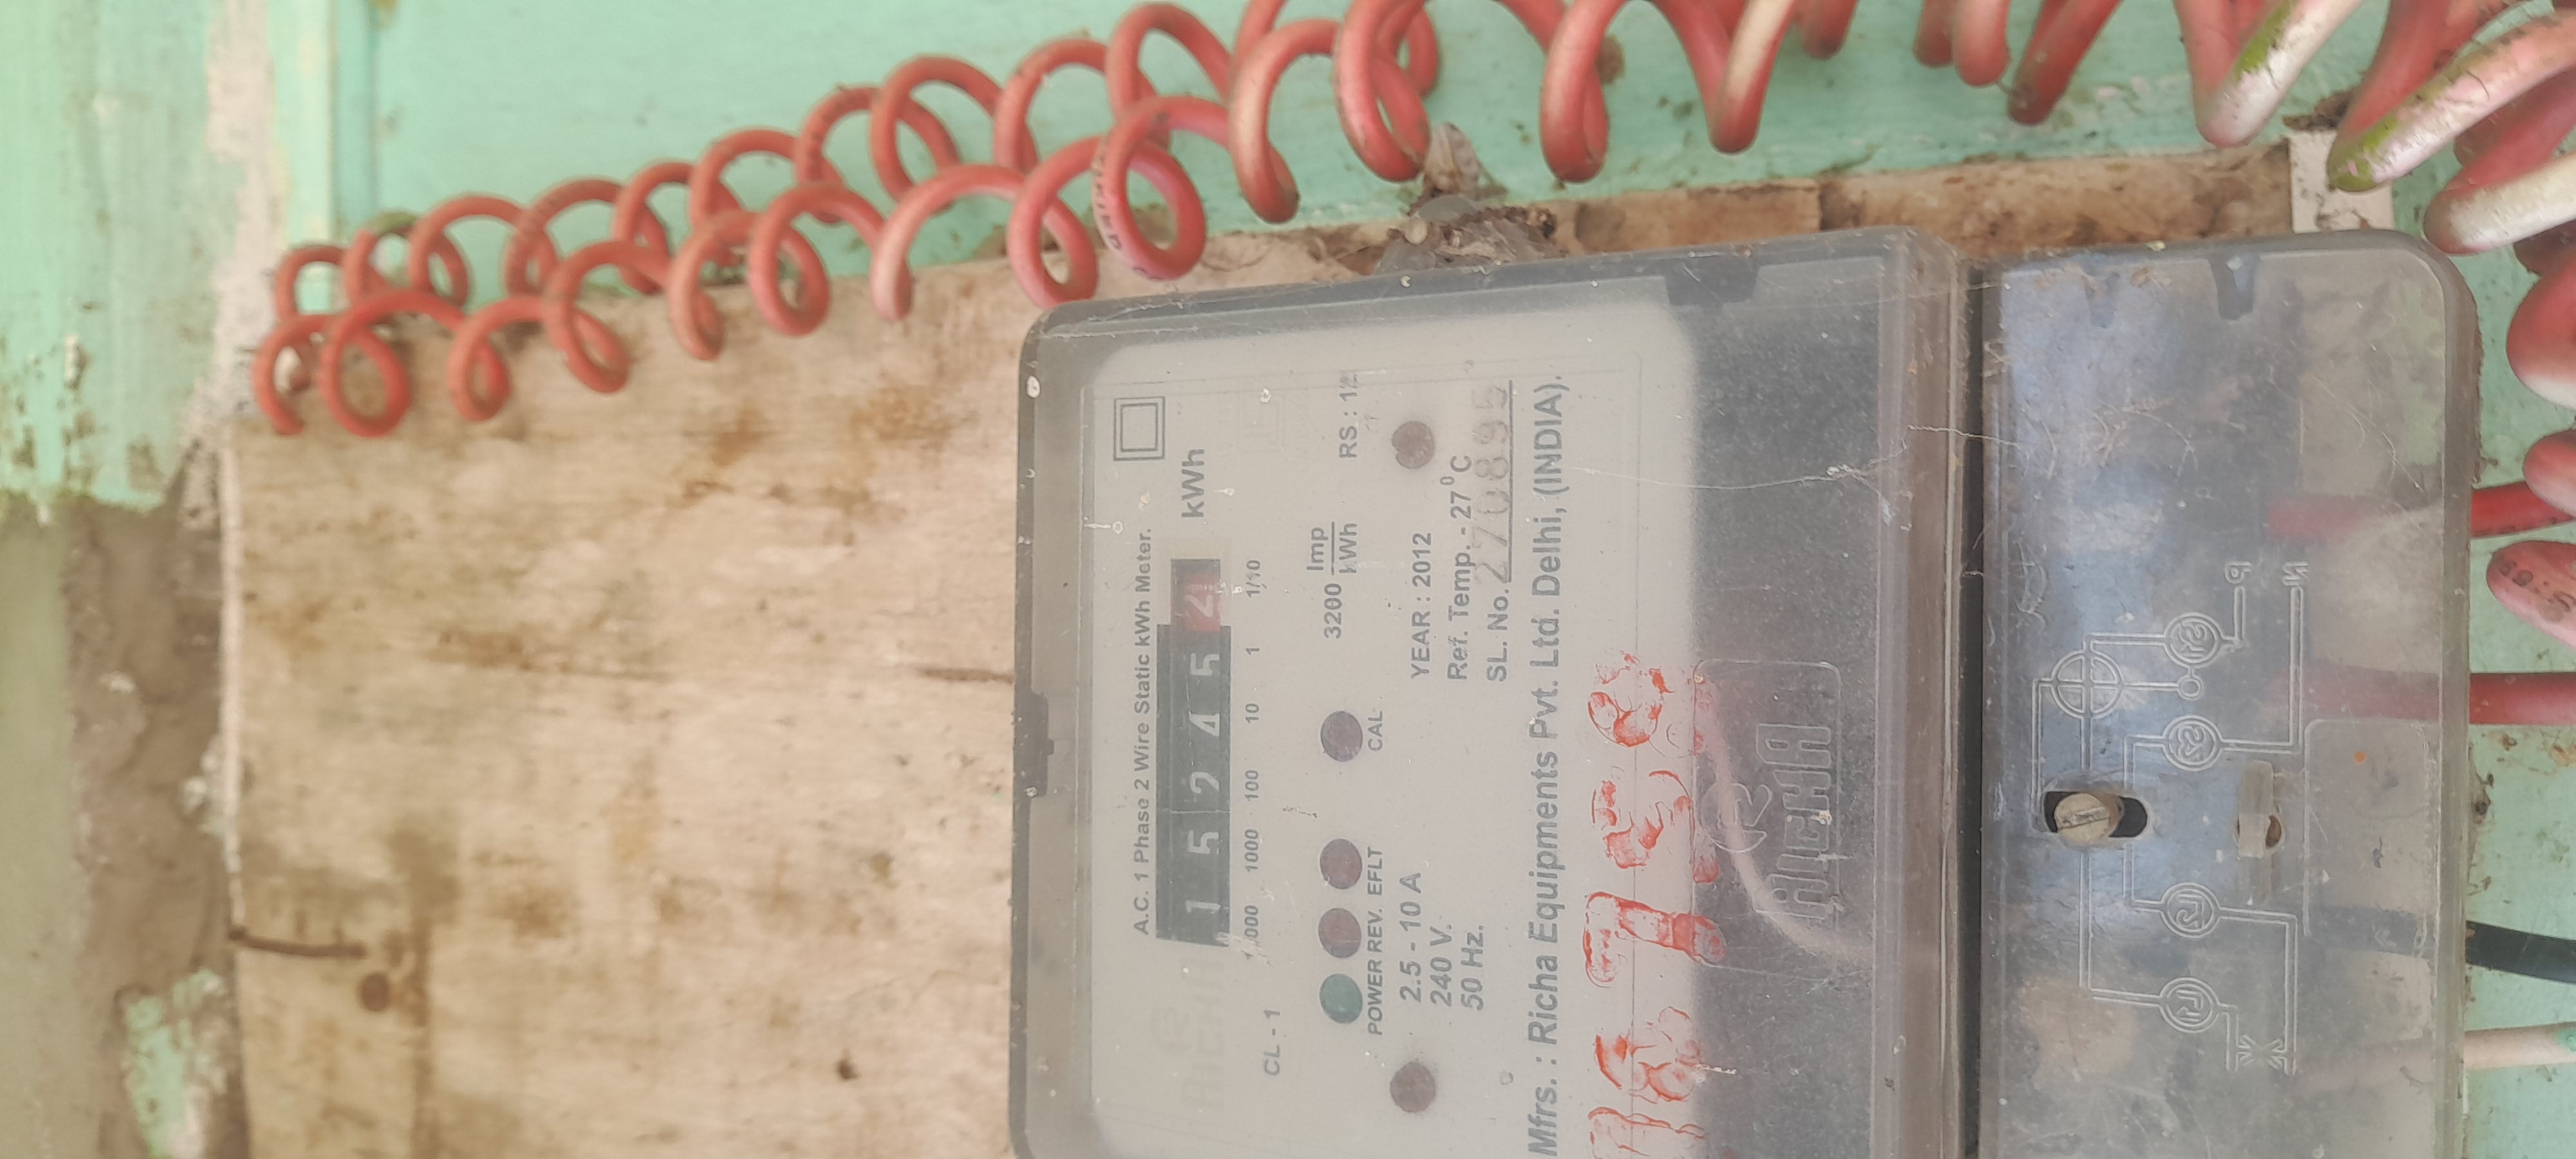 A.C. 1 Phase 2 Wire Static kWh Meter.
1 5 2 4 5 2 kWh
1000 100 10 1 1/10
CL - 1
3200 Imp/kWh
RS : 12
POWER REV. EFLT CAL
2.5 - 10 A YEAR : 2012
240 V. Ref. Temp. - 27°C
50 Hz. SL. No. 2708895
Mfrs. : Richa Equipments Pvt. Ltd. Delhi, (INDIA).
RICHA